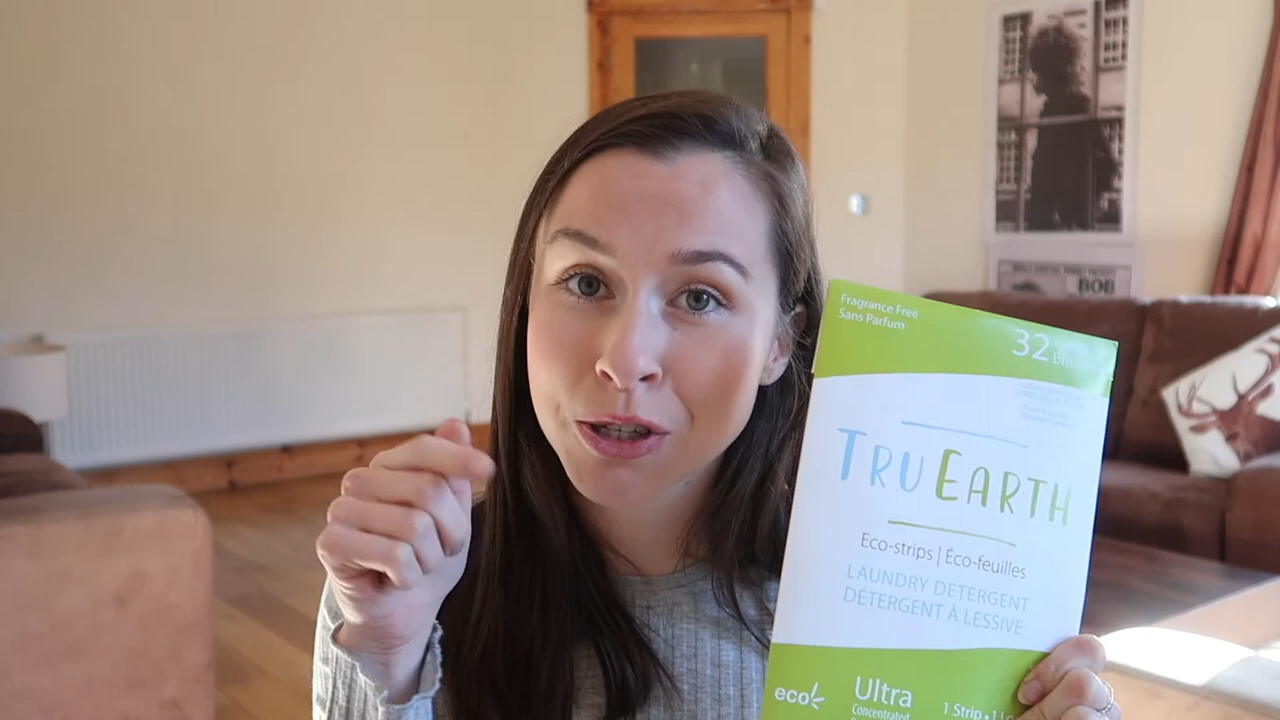 Fragrance Free
Sans Parfum
32
TRUEARTH
Eco-strips | Éco-feuilles
LAUNDRY DETERGENT
DÉTERGENT À LESSIVE
eco
Ultra
Concentrated
1 Strip
BOB